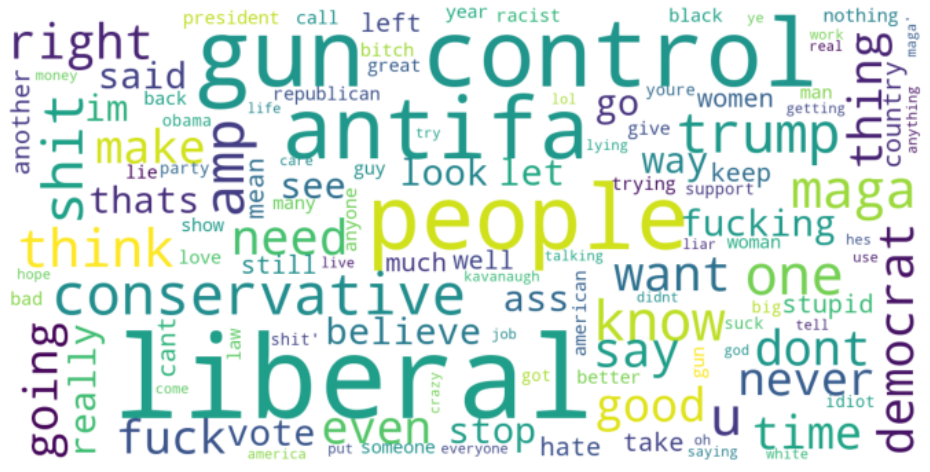 president call left year racist black ye nothing
right gun control work real maga
bitch great
said shit im back another money
republican youre women man getting thing country anything
obama life lol go
make amp antifa try give trump
lie party mean care guy look let lying way keep
thats see many trying support maga
people fucking
show anyone liar woman hes use
think love need
still live much well talking want one
hope kavanaugh
bad conservative ass american didnt big stupid democrat
know suck tell
going really cant law shit' believe job say gun god dont
liberal
come crazy got better never idiot
good u
fuck vote even stop time
america put someone everyone hate take oh saying white